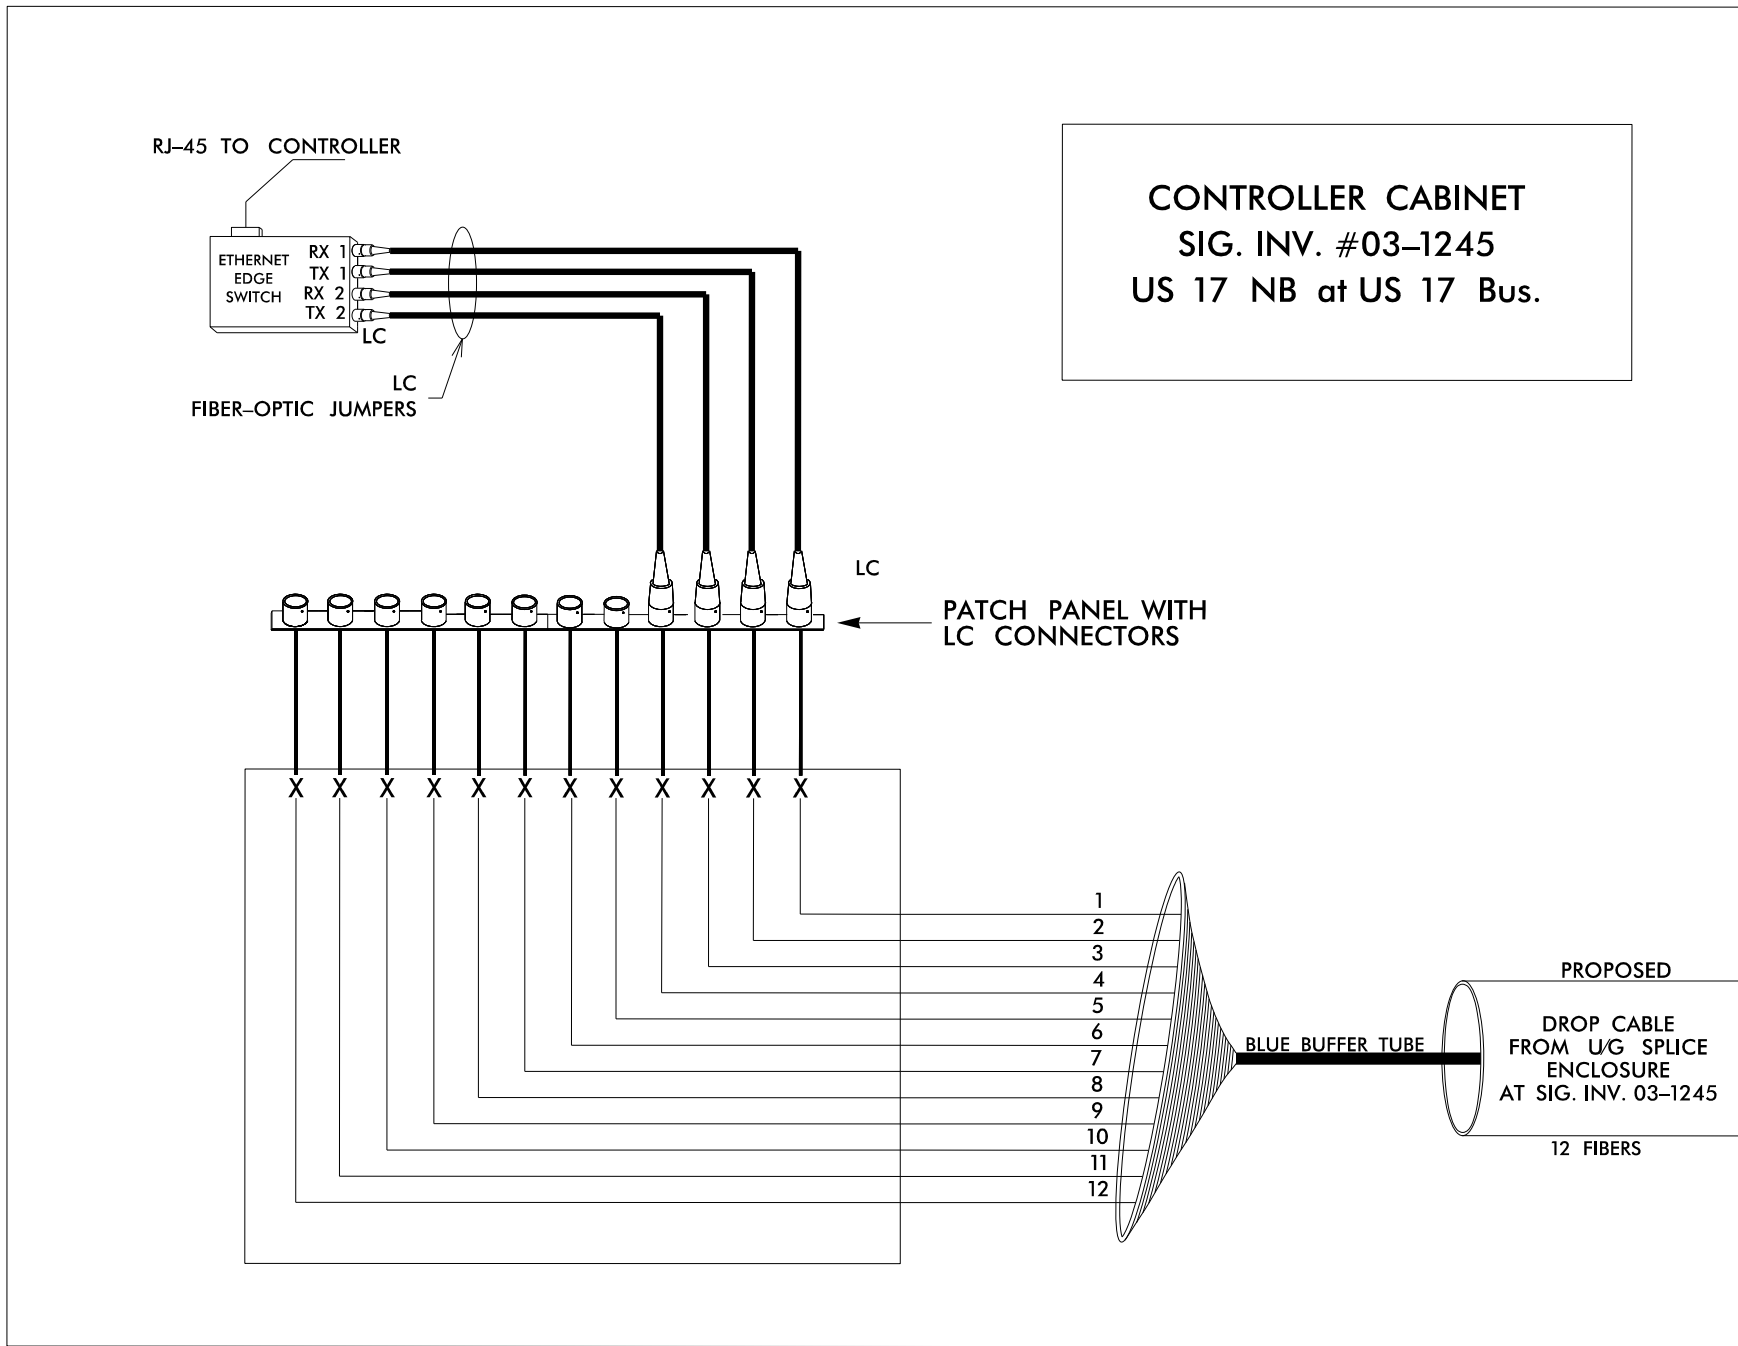 RJ-45 TO CONTROLLER
CONTROLLER CABINET
SIG. INV. #03-1245
US 17 NB at US 17 Bus.
ETHERNET
EDGE
SWITCH
RX 1
TX 1
RX 2
TX 2
LC
LC
FIBER-OPTIC JUMPERS
LC
PATCH PANEL WITH
LC CONNECTORS
X X X X X X X X X X X X
1
2
3
4
5
6
7
8
9
10
11
12
BLUE BUFFER TUBE
PROPOSED
DROP CABLE
FROM U/G SPLICE
ENCLOSURE
AT SIG. INV. 03-1245
12 FIBERS